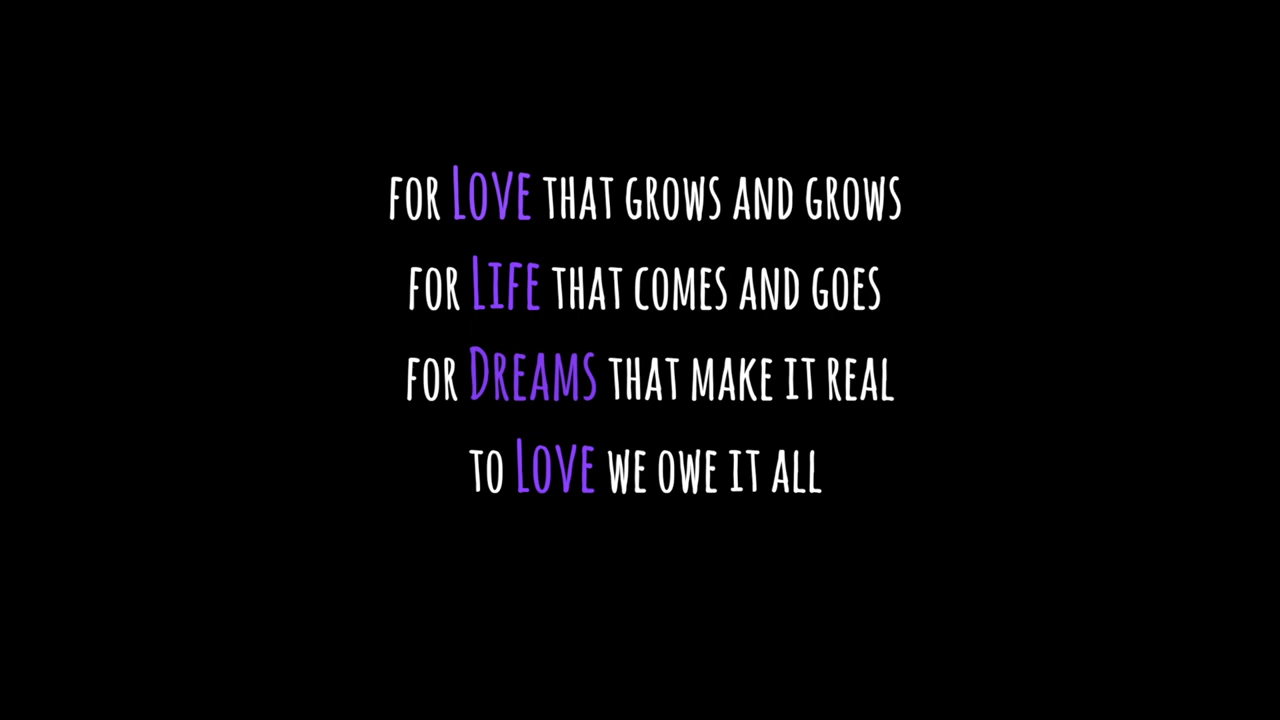 for Love that grows and grows
for Life that comes and goes
for Dreams that make it real
to Love we owe it all